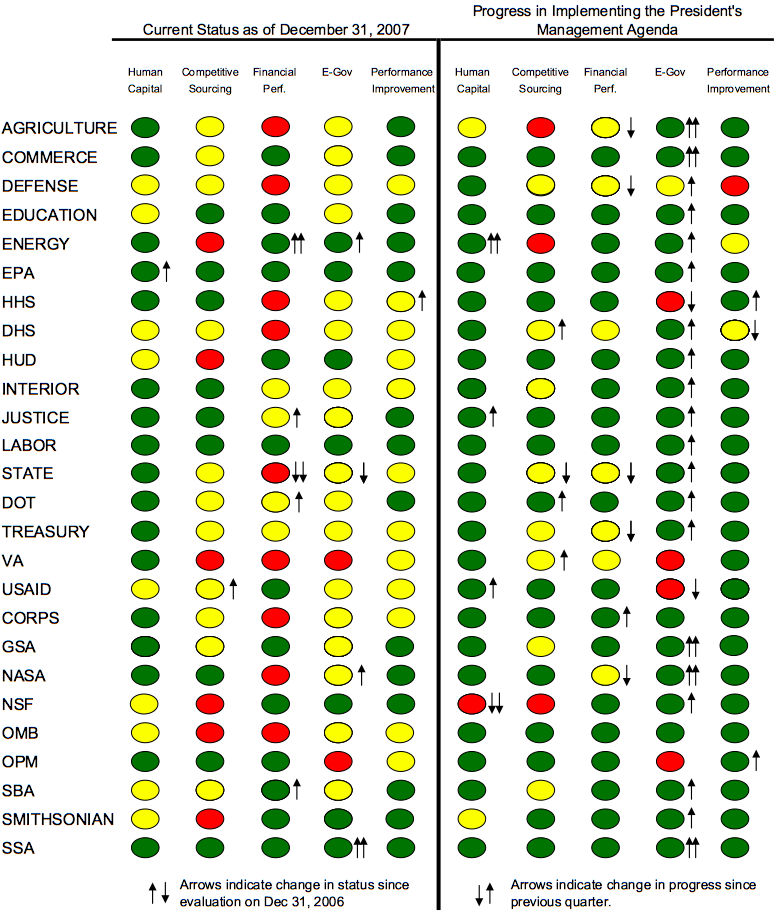 Progress in Implementing the President's
Current Status as of December 31, 2007 Management Agenda
Human Competitive Financial E-Gov Performance Human Competitive Financial E-Gov Performance
Capital Sourcing Perf. Improvement Capital Sourcing Perf. Improvement
AGRICULTURE
COMMERCE
DEFENSE
EDUCATION
ENERGY
EPA
HHS
DHS
HUD
INTERIOR
JUSTICE
LABOR
STATE
DOT
TREASURY
VA
USAID
CORPS
GSA
NASA
NSF
OMB
OPM
SBA
SMITHSONIAN
SSA
Arrows indicate change in status since
evaluation on Dec 31, 2006
Arrows indicate change in progress since
previous quarter.